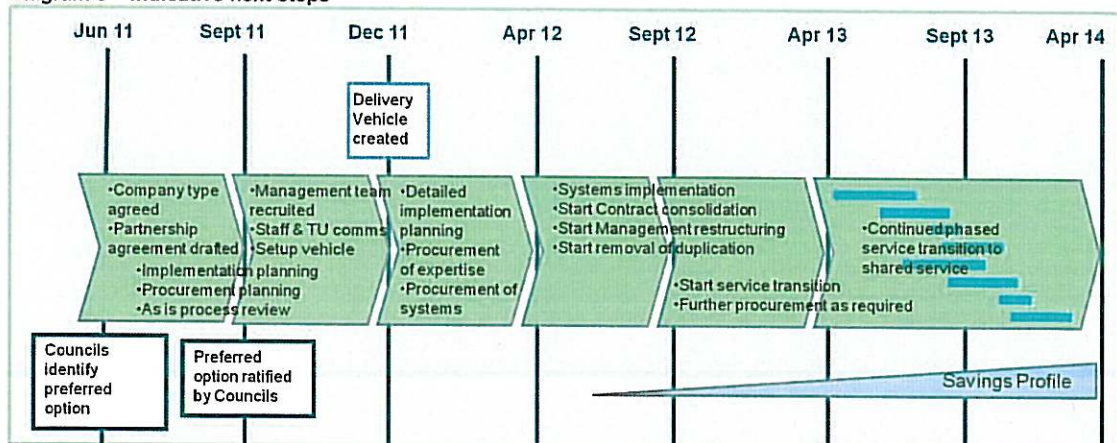 Indicative next steps
Jun 11 Sept 11 Dec 11 Apr 12 Sept 12 Apr 13 Sept 13 Apr 14
Delivery
Vehicle
created
•Company type
agreed
•Partnership
agreement drafted
•Implementation planning
•Procurement planning
•As is process review
•Management team
recruited
•Staff & TU comms
•Setup vehicle
•Detailed
implementation
planning
•Procurement
of expertise
•Procurement of
systems
•Systems implementation
•Start Contract consolidation
•Start Management restructuring
•Start removal of duplication
•Start service transition
•Further procurement as required
•Continued phased
service transition to
shared service
Councils
identify
preferred
option
Preferred
option ratified
by Councils
Savings Profile